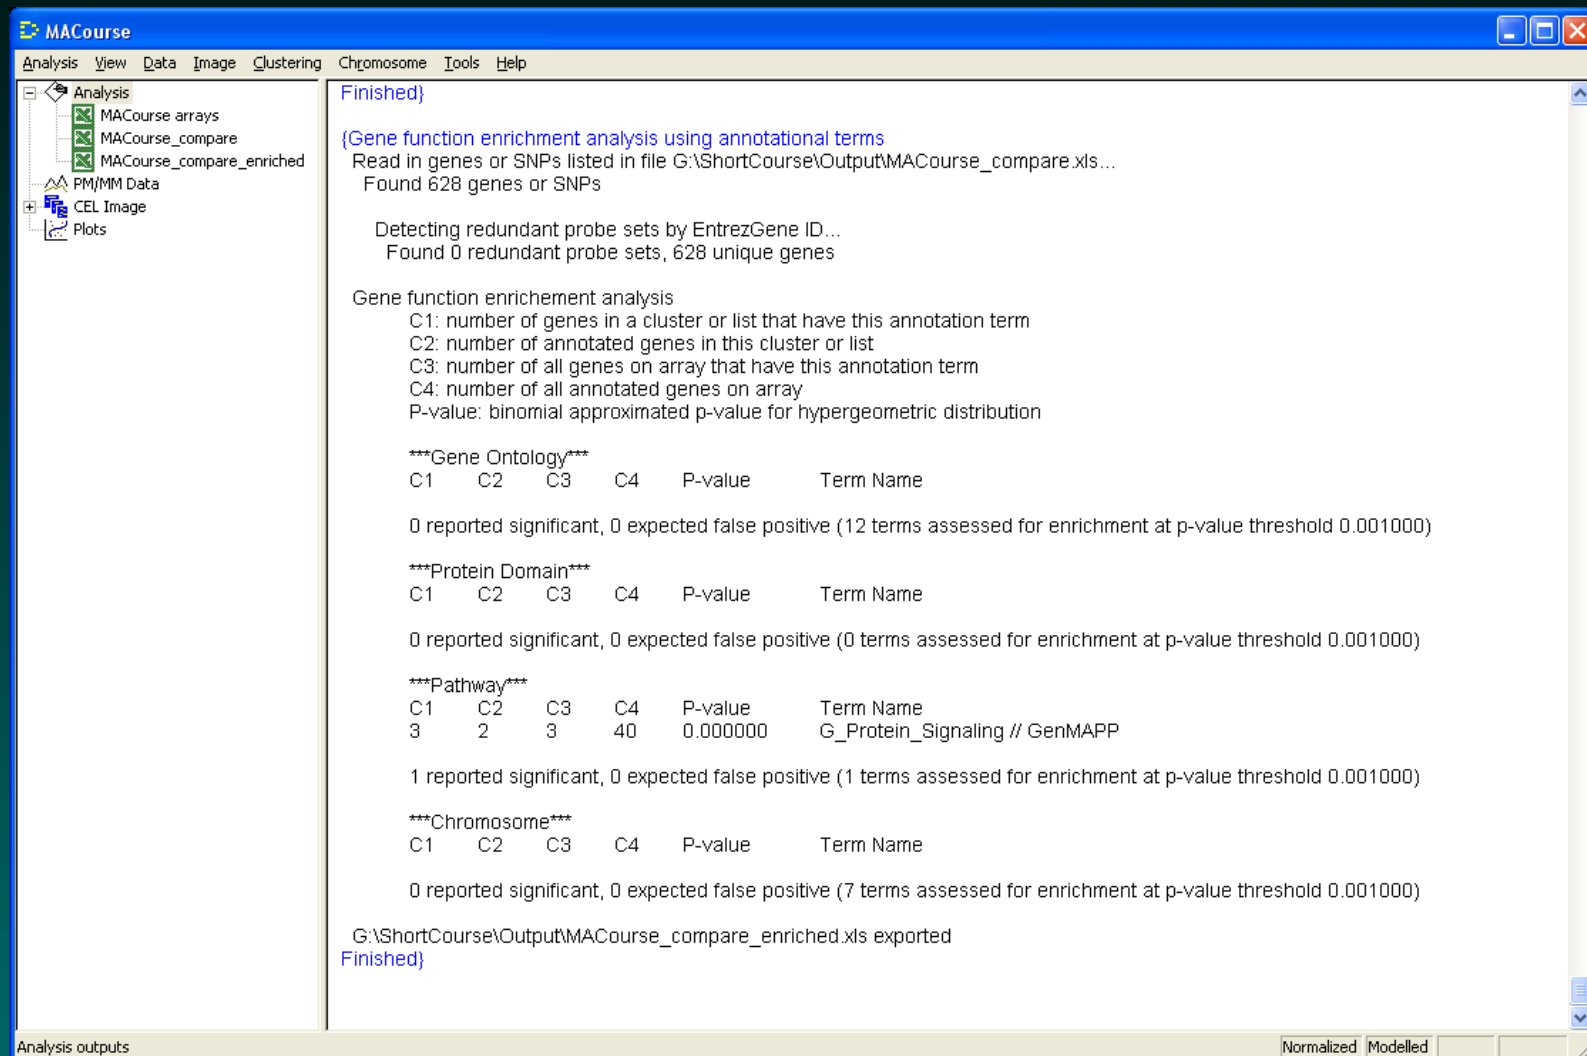 MACourse
Analysis View Data Image Clustering Chromosome Tools Help
Analysis
MACourse arrays
MACourse_compare
MACourse_compare_enriched
PM/MM Data
CEL Image
Plots
Finished}
{Gene function enrichment analysis using annotational terms
Read in genes or SNPs listed in file G:\ShortCourse\Output\MACourse_compare.xls...
Found 628 genes or SNPs
Detecting redundant probe sets by EntrezGene ID...
Found 0 redundant probe sets, 628 unique genes
Gene function enrichement analysis
C1: number of genes in a cluster or list that have this annotation term
C2: number of annotated genes in this cluster or list
C3: number of all genes on array that have this annotation term
C4: number of all annotated genes on array
P-value: binomial approximated p-value for hypergeometric distribution
***Gene Ontology***
C1 C2 C3 C4 P-value Term Name
0 reported significant, 0 expected false positive (12 terms assessed for enrichment at p-value threshold 0.001000)
***Protein Domain***
C1 C2 C3 C4 P-value Term Name
0 reported significant, 0 expected false positive (0 terms assessed for enrichment at p-value threshold 0.001000)
***Pathway***
C1 C2 C3 C4 P-value Term Name
3 2 3 40 0.000000 G_Protein_Signaling // GenMAPP
1 reported significant, 0 expected false positive (1 terms assessed for enrichment at p-value threshold 0.001000)
***Chromosome***
C1 C2 C3 C4 P-value Term Name
0 reported significant, 0 expected false positive (7 terms assessed for enrichment at p-value threshold 0.001000)
G:\ShortCourse\Output\MACourse_compare_enriched.xls exported
Finished}
Analysis outputs
Normalized Modelled